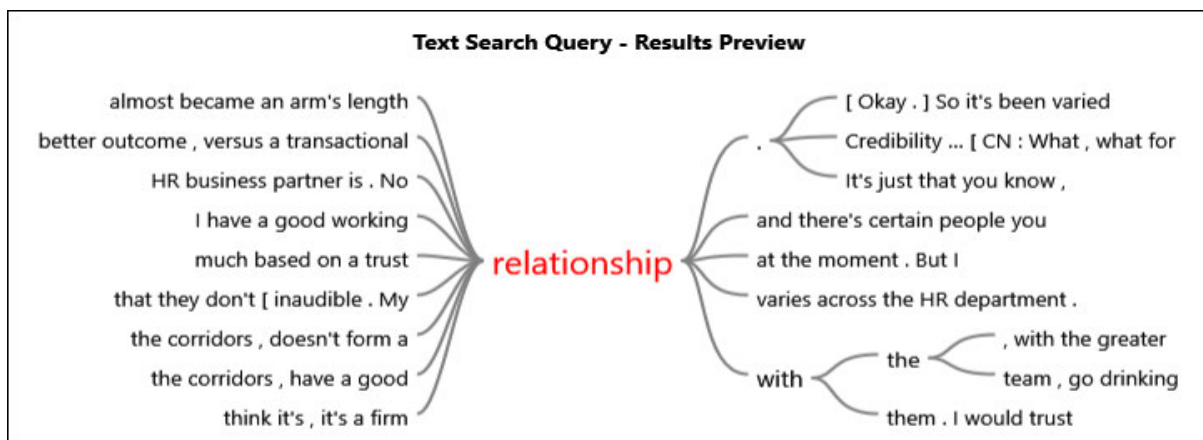 Text Search Query - Results Preview
almost became an arm's length
better outcome , versus a transactional
HR business partner is . No
I have a good working
much based on a trust
that they don't [ inaudible . My
the corridors , doesn't form a
the corridors , have a good
think it's , it's a firm
relationship
.
[ Okay . ] So it's been varied
Credibility ... [ CN : What , what for
It's just that you know ,
and there's certain people you
at the moment . But I
varies across the HR department .
with
the
, with the greater
team , go drinking
them . I would trust